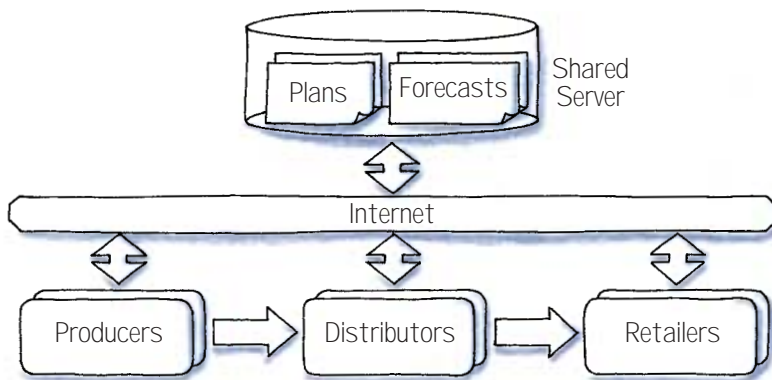 Plans
Forecasts
Shared
Server
Internet
Producers
Distributors
Retailers